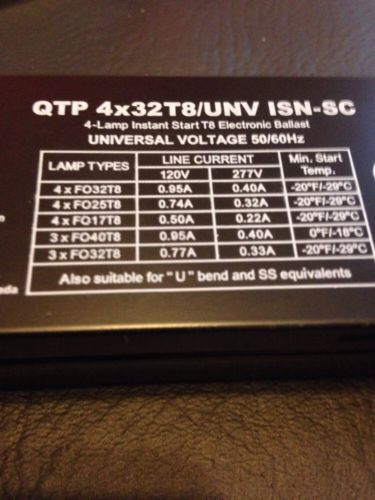 QTP 4x32T8/UNV ISN-SC
4-Lamp Instant Start T8 Electronic Ballast
UNIVERSAL VOLTAGE 50/60Hz
LAMP TYPES LINE CURRENT Min. Start Temp.
120V 277V
4 x FO32T8 0.95A 0.40A -20°F/-29°C
4 x FO25T8 0.74A 0.32A -20°F/-29°C
4 x FO17T8 0.50A 0.22A -20°F/-29°C
3 x FO40T8 0.95A 0.40A 0°F/-18°C
3 x FO32T8 0.77A 0.33A -20°F/-29°C
Also suitable for "U" bend and SS equivalents